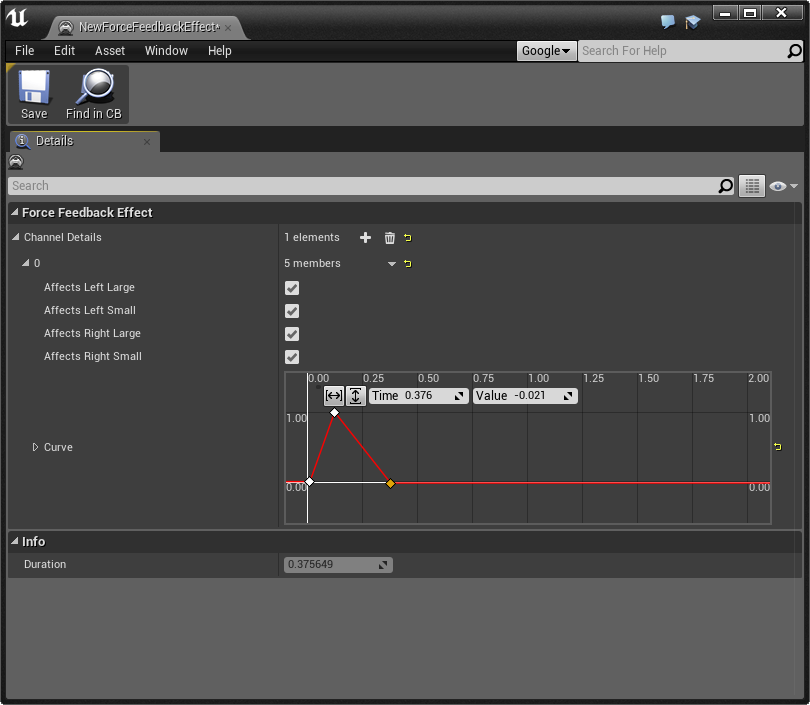 NewForceFeedbackEffect*
File Edit Asset Window Help Google Search For Help
Save Find in CB
Details
Search
Force Feedback Effect
Channel Details 1 elements
0 5 members
Affects Left Large
Affects Left Small
Affects Right Large
Affects Right Small
0.00 0.25 0.50 0.75 1.00 1.25 1.50 1.75 2.00
Time 0.376 Value -0.021
1.00 1.00
Curve
0.00 0.00
Info
Duration 0.375649